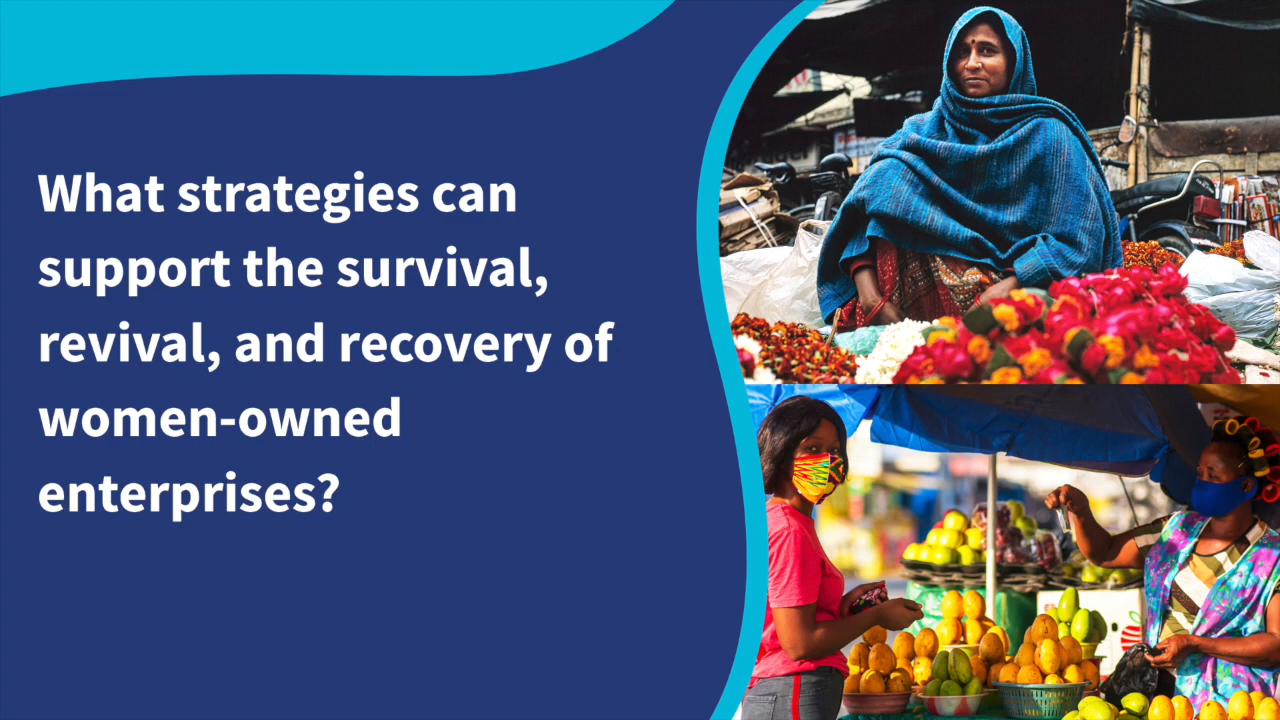 What strategies can
support the survival,
revival, and recovery of
women-owned
enterprises?